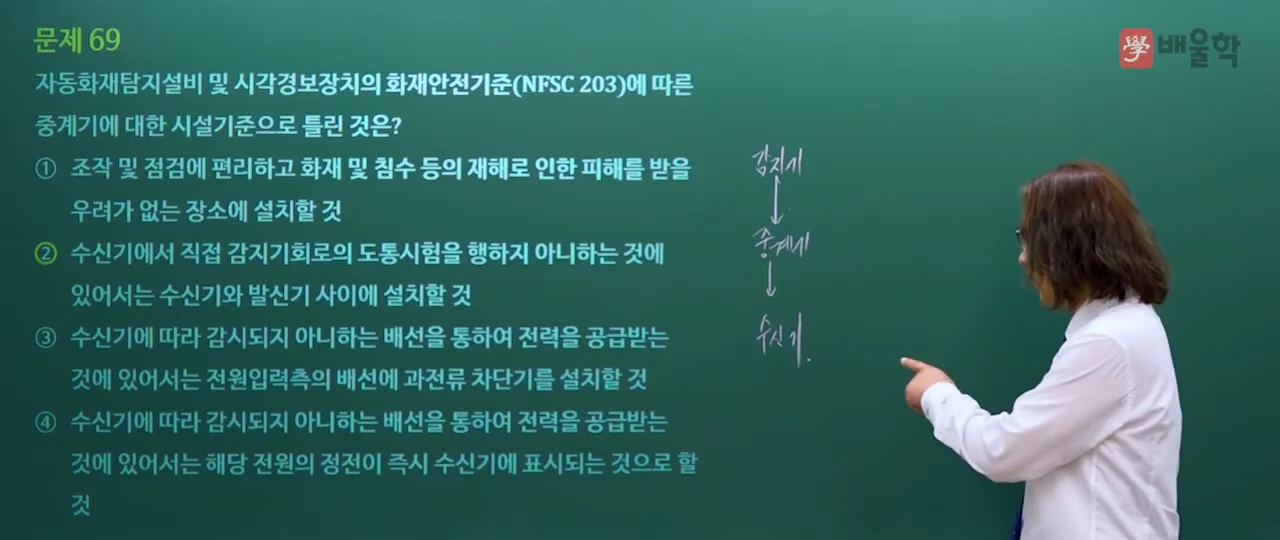 문제 69
學 배울학
자동화재탐지설비 및 시각경보장치의 화재안전기준(NFSC 203)에 따른
중계기에 대한 시설기준으로 틀린 것은?
① 조작 및 점검에 편리하고 화재 및 침수 등의 재해로 인한 피해를 받을
우려가 없는 장소에 설치할 것
② 수신기에서 직접 감지기회로의 도통시험을 행하지 아니하는 것에
있어서는 수신기와 발신기 사이에 설치할 것
③ 수신기에 따라 감시되지 아니하는 배선을 통하여 전력을 공급받는
것에 있어서는 전원입력측의 배선에 과전류 차단기를 설치할 것
④ 수신기에 따라 감시되지 아니하는 배선을 통하여 전력을 공급받는
것에 있어서는 해당 전원의 정전이 즉시 수신기에 표시되는 것으로 할
것
감지기
중계기
수신기.